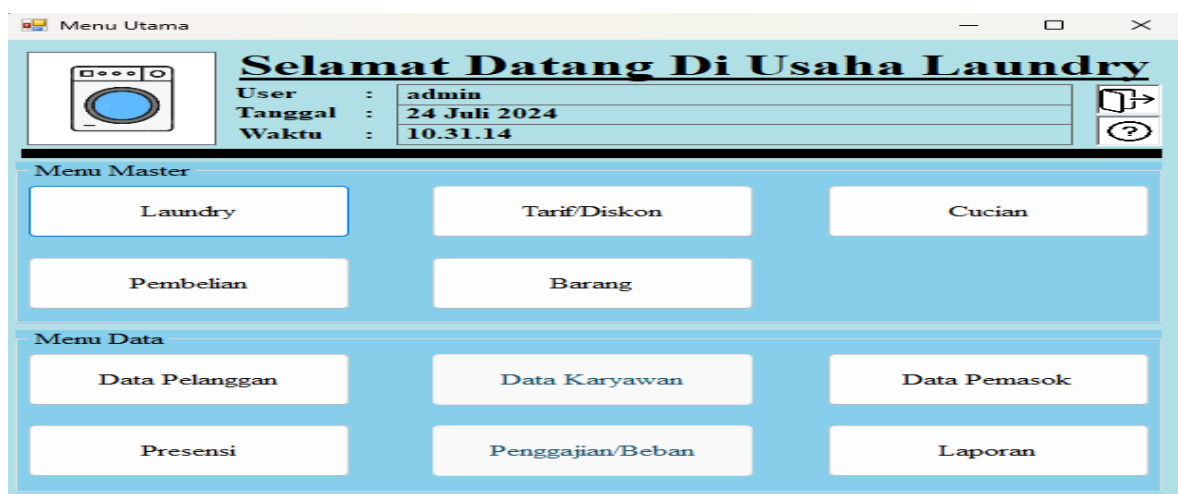 Menu Utama
Selamat Datang Di Usaha Laundry
User : admin
Tanggal : 24 Juli 2024
Waktu : 10.31.14
?
Menu Master
Laundry Tarif/Diskon Cucian
Pembelian Barang
Menu Data
Data Pelanggan Data Karyawan Data Pemasok
Presensi Penggajian/Beban Laporan